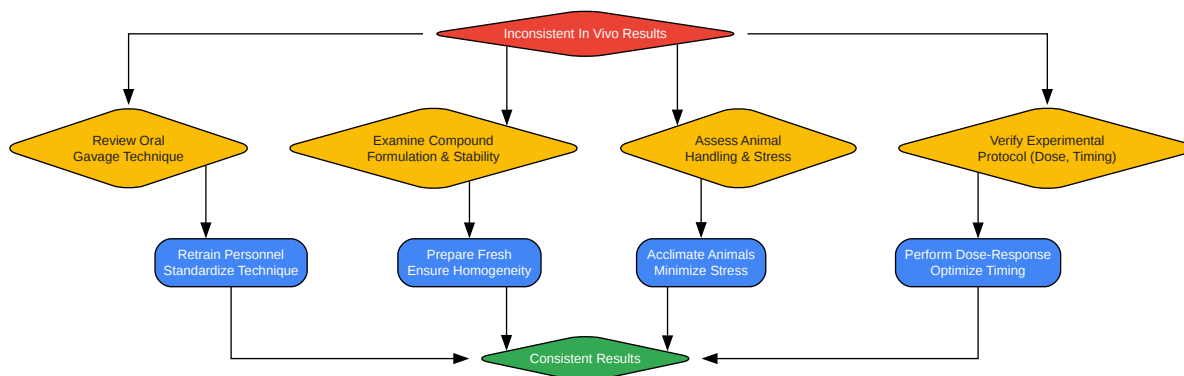 Inconsistent In Vivo Results
Review Oral
Gavage Technique
Examine Compound
Formulation & Stability
Assess Animal
Handling & Stress
Verify Experimental
Protocol (Dose, Timing)
Retrain Personnel
Standardize Technique
Prepare Fresh
Ensure Homogeneity
Acclimate Animals
Minimize Stress
Perform Dose-Response
Optimize Timing
Consistent Results